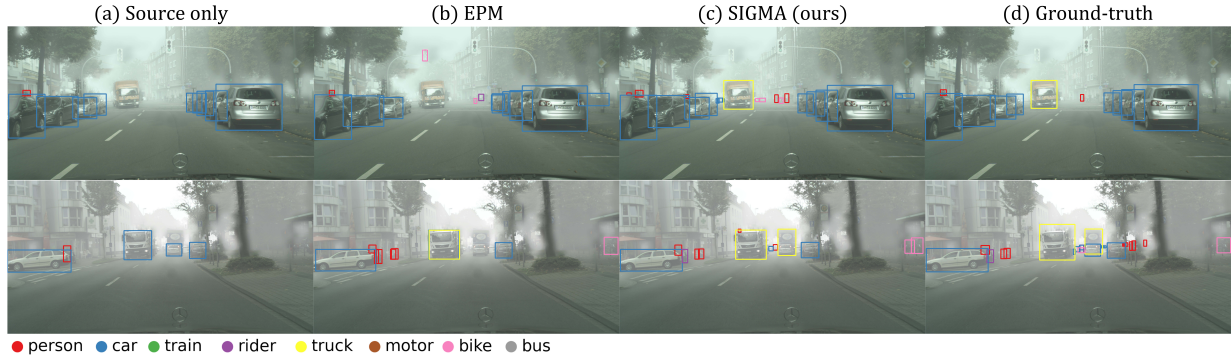 (a) Source only (b) EPM (c) SIGMA (ours) (d) Ground-truth
person car train rider truck motor bike bus